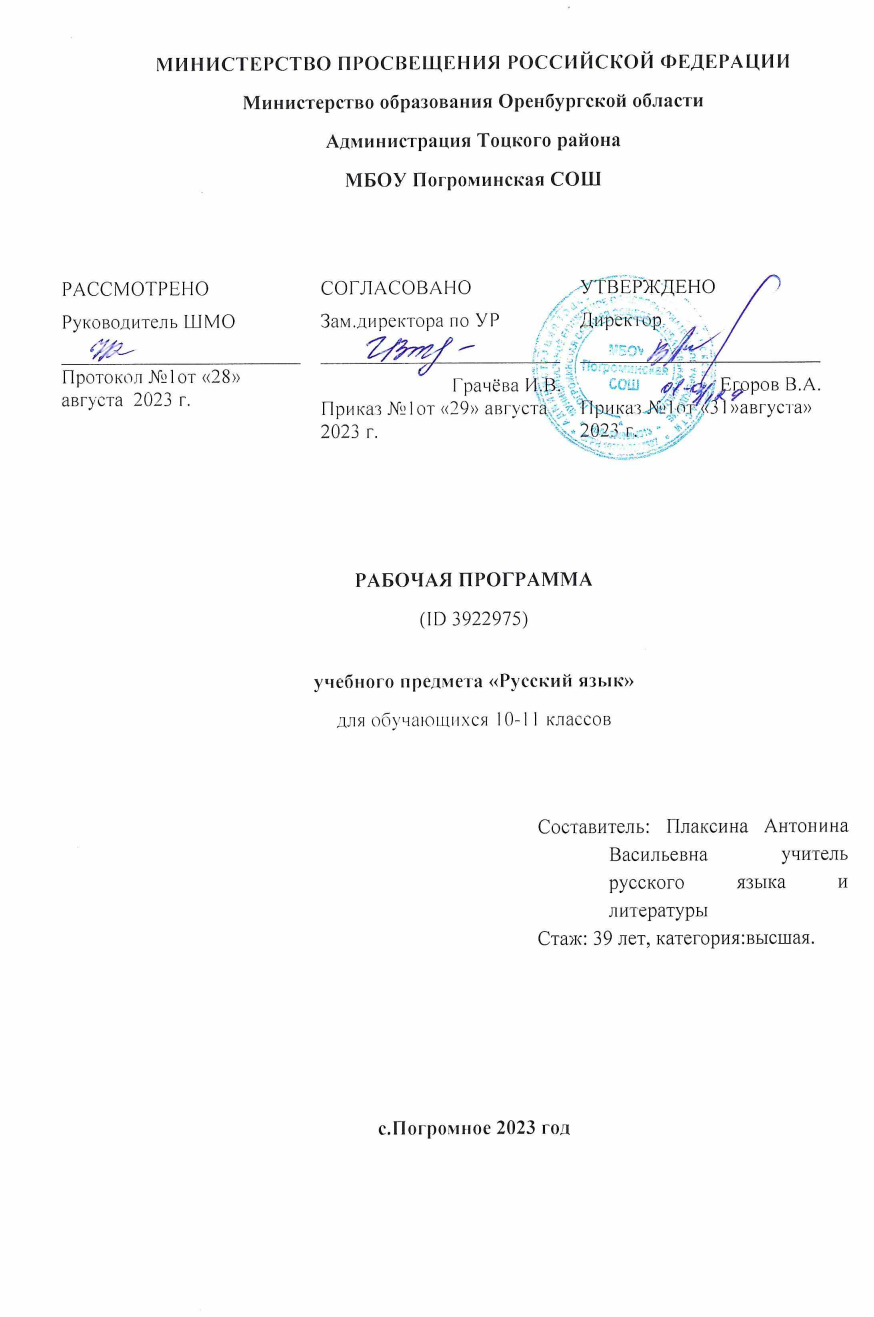 МИНИСТЕРСТВО ПРОСВЕЩЕНИЯ РОССИЙСКОЙ ФЕДЕРАЦИИ
Министерство образования Оренбургской области
Администрация Тоцкого района
МБОУ Погроминская СОШ
РАССМОТРЕНО
Руководитель ШМО
Протокол №1от «28»
августа 2023 г.
СОГЛАСОВАНО
Зам.директора по УР
Грачёва И.В.
Приказ №1от «29» августа
2023 г.
УТВЕРЖДЕНО
Директор
Егоров В.А.
Приказ №1от «31»августа»
2023 г.
МБОУ
Погроминская
СОШ
РАБОЧАЯ ПРОГРАММА
(ID 3922975)
учебного предмета «Русский язык»
для обучающихся 10-11 классов
Составитель: Плаксина Антонина
Васильевна учитель
русского языка и
литературы
Стаж: 39 лет, категория:высшая.
с.Погромное 2023 год